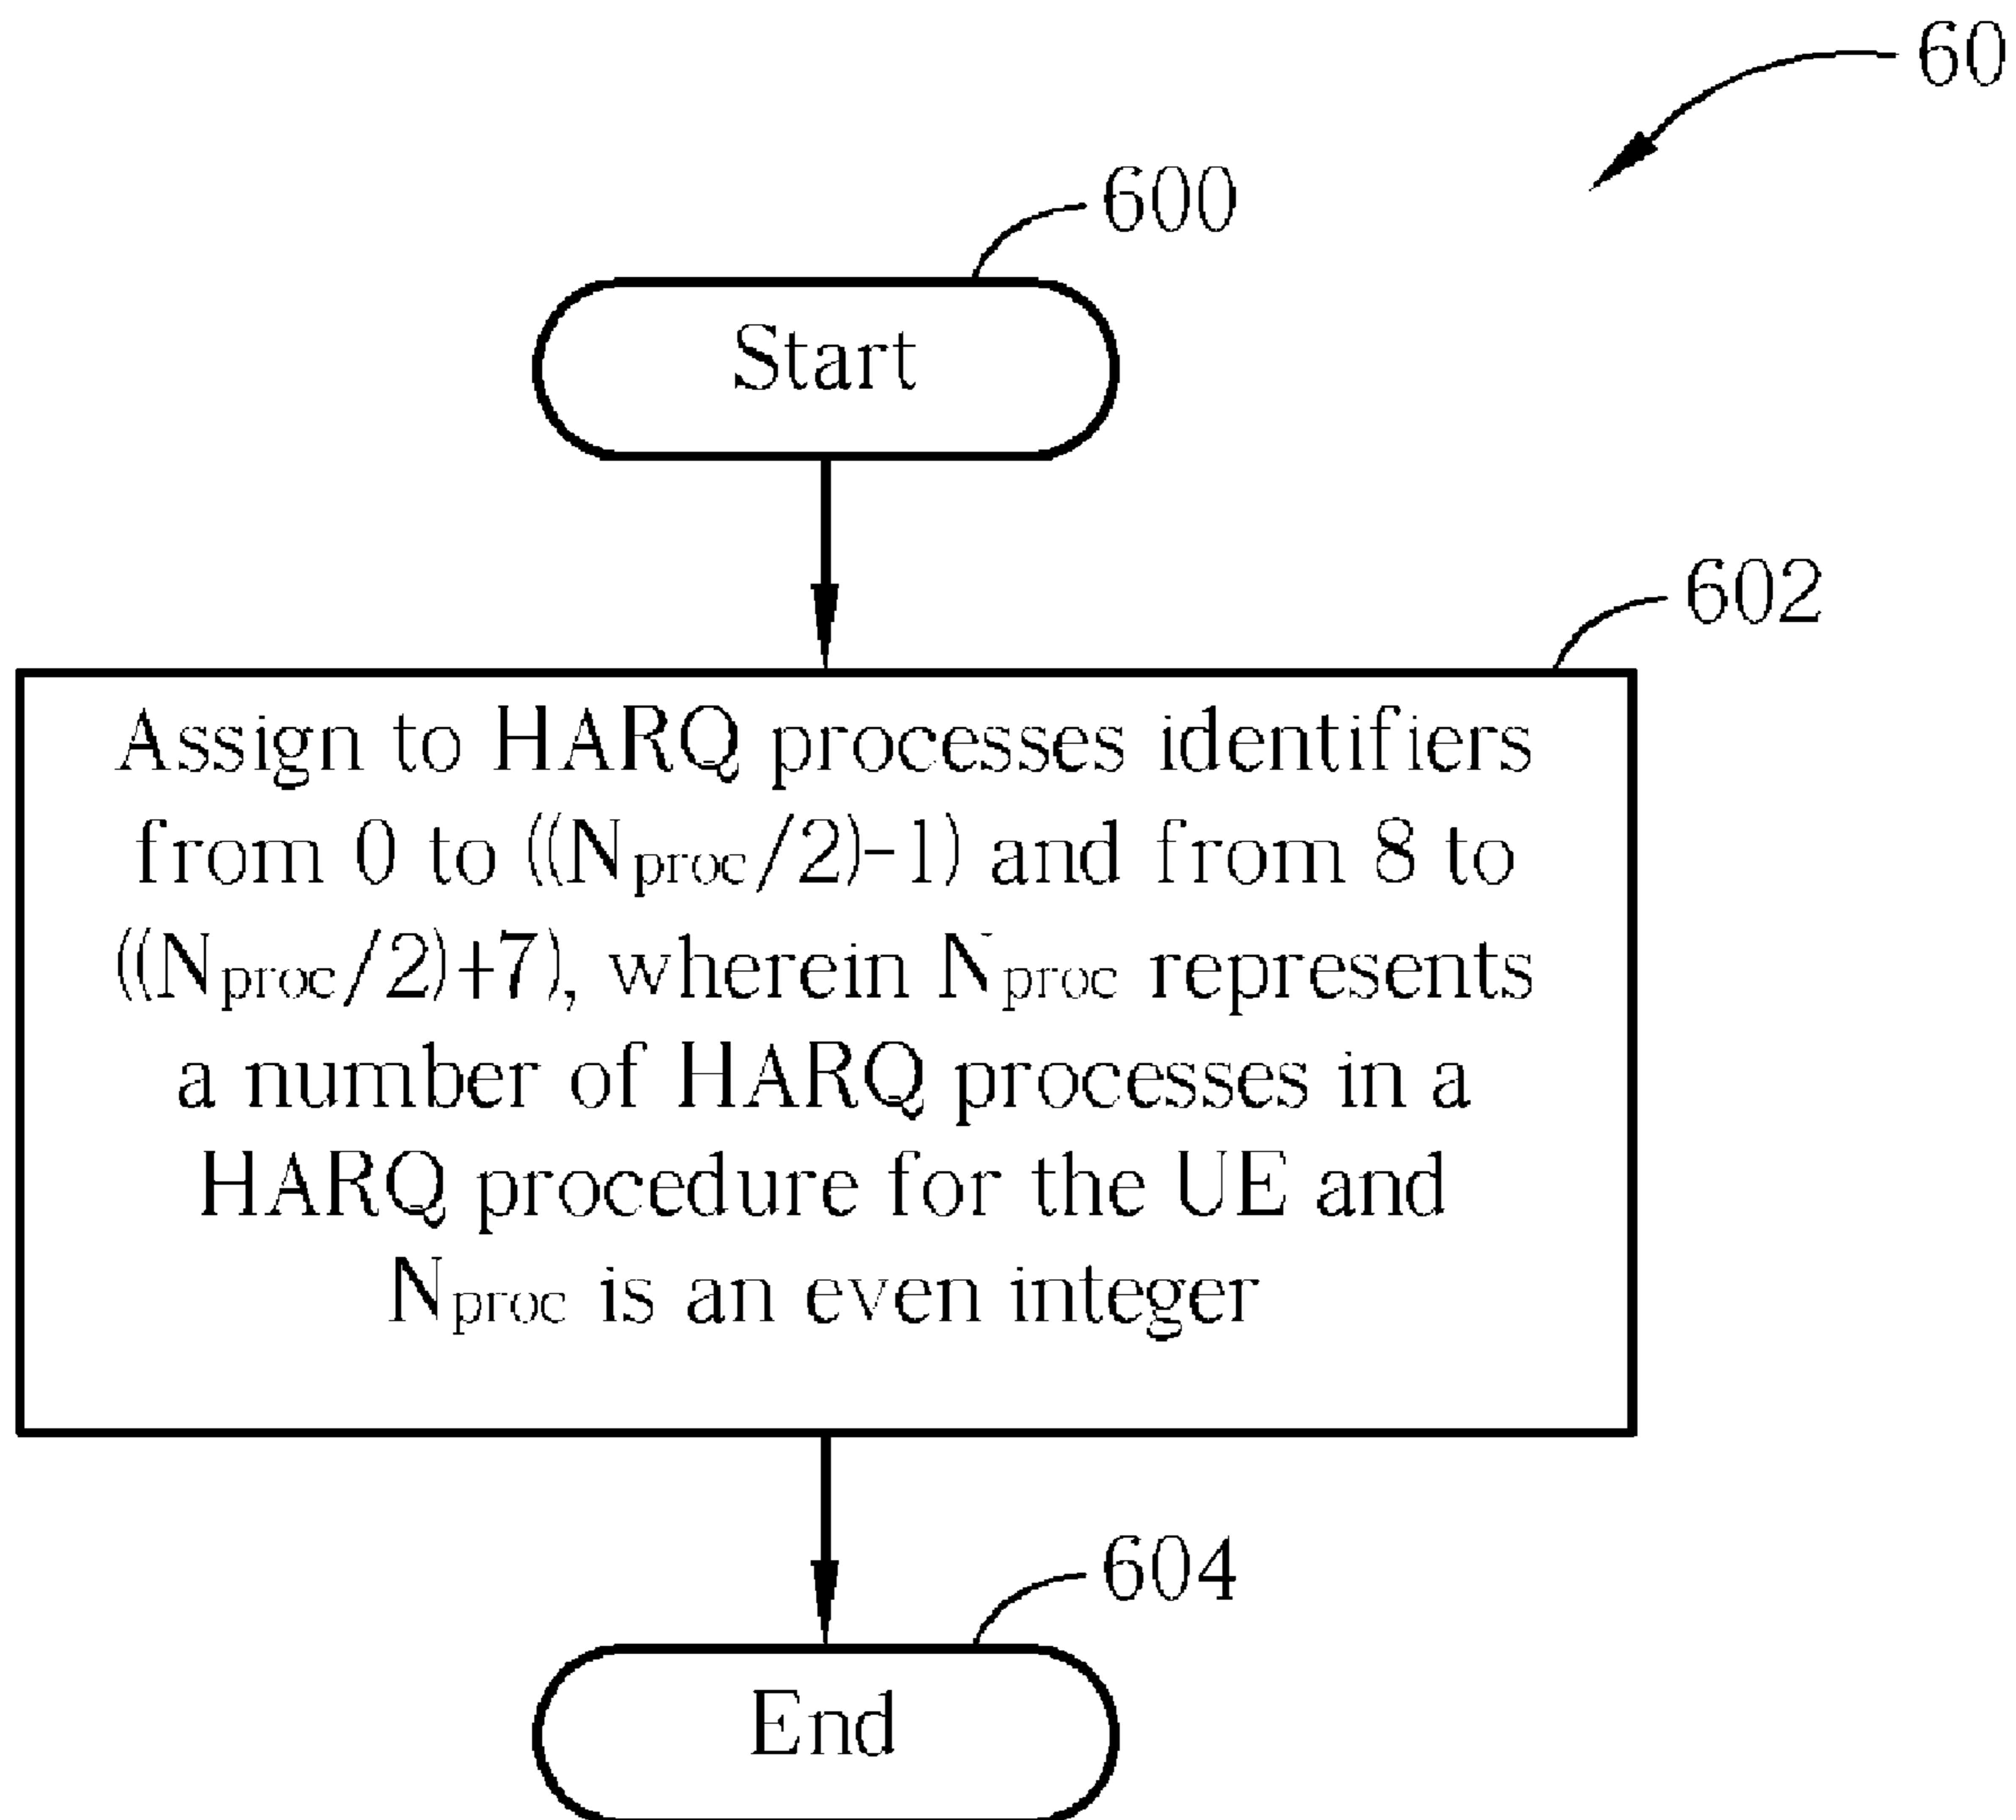 60
600
Start
602
Assign to HARQ processes identifiers
from 0 to ((Nproc/2)-1) and from 8 to
((Nproc/2)+7), wherein Nproc represents
a number of HARQ processes in a
HARQ procedure for the UE and
Nproc is an even integer
604
End